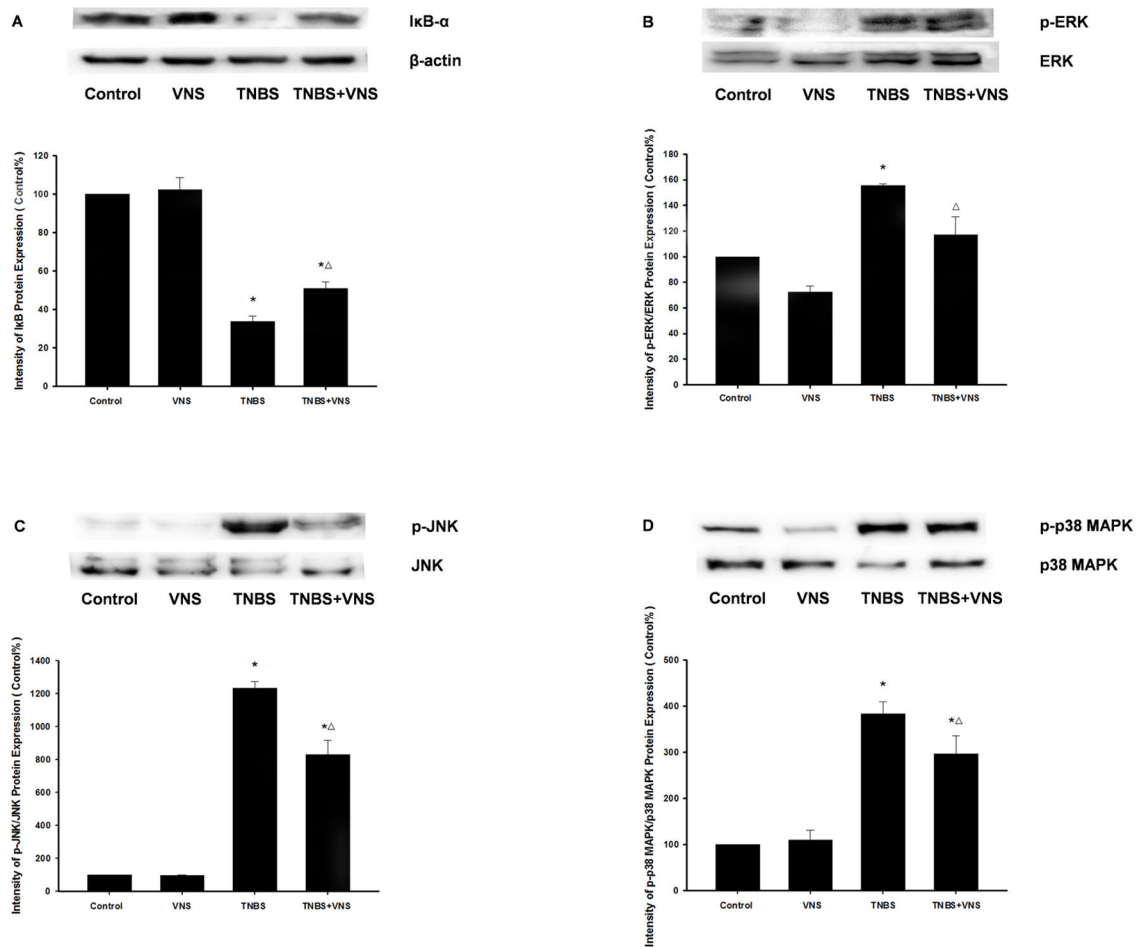 A
IκB-α
β-actin
Control VNS TNBS TNBS+VNS
Intensity of IκB Protein Expression ( Control% )
120
100
80
60
40
20
0
*
*△
Control VNS TNBS TNBS+VNS
B
p-ERK
ERK
Control VNS TNBS TNBS+VNS
Intensity of p-ERK/ERK Protein Expression ( Control% )
180
160
140
120
100
80
60
40
20
0
*
△
Control VNS TNBS TNBS+VNS
C
p-JNK
JNK
Control VNS TNBS TNBS+VNS
Intensity of p-JNK/JNK Protein Expression ( Control% )
1400
1200
1000
800
600
400
200
0
*
*△
Control VNS TNBS TNBS+VNS
D
p-p38 MAPK
p38 MAPK
Control VNS TNBS TNBS+VNS
Intensity of p-p38 MAPK/p38 MAPK Protein Expression ( Control% )
500
400
300
200
100
0
*
*△
Control VNS TNBS TNBS+VNS